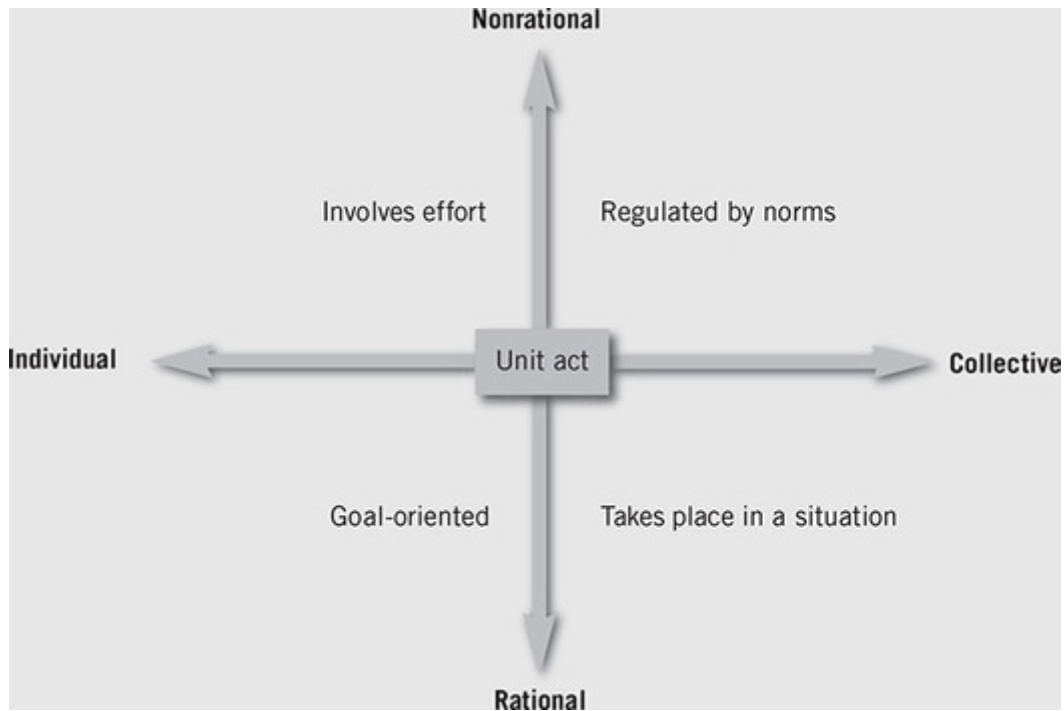 Nonrational
Involves effort
Regulated by norms
Individual
Unit act
Collective
Goal-oriented
Takes place in a situation
Rational